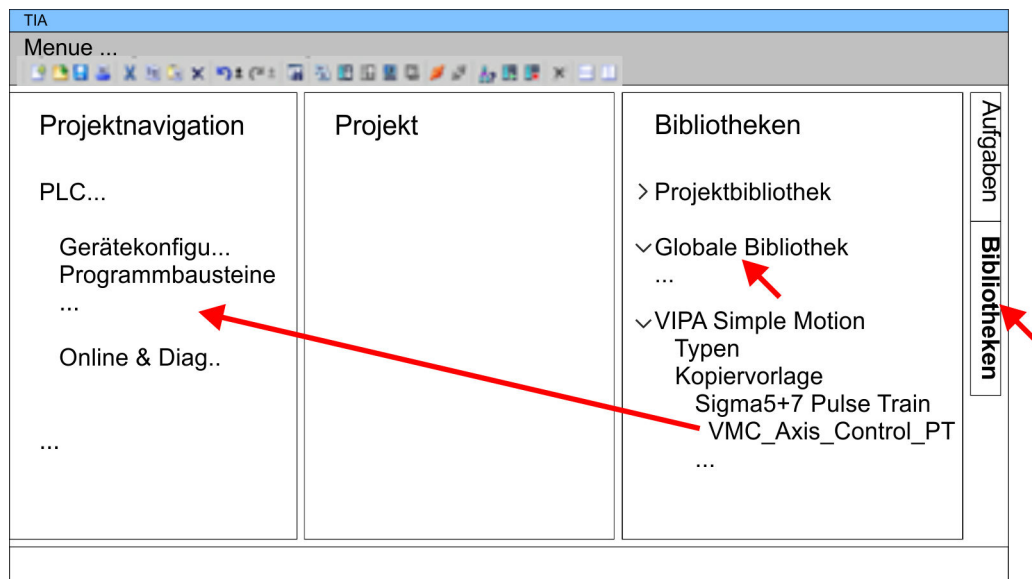 TIA
Menue ...
Projektnavigation
PLC...
Gerätekonfigu...
Programmbausteine
...
Online & Diag..
...
Projekt
Bibliotheken
Projektbibliothek
Globale Bibliothek
...
VIPA Simple Motion
Typen
Kopiervorlage
Sigma5+7 Pulse Train
VMC_Axis_Control_PT
...
Aufgaben
Bibliotheken